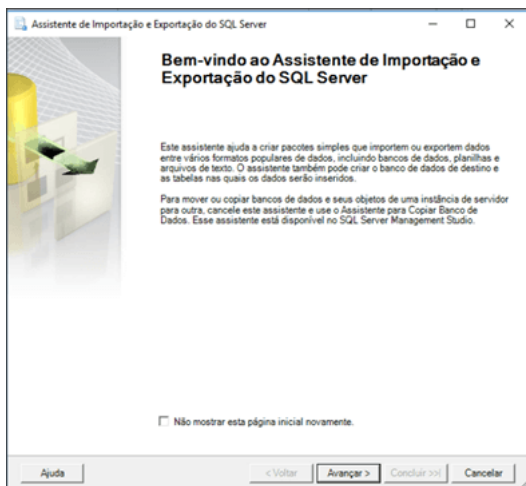 Assistente de Importação e Exportação do SQL Server
Bem-vindo ao Assistente de Importação e
Exportação do SQL Server
Este assistente ajuda a criar pacotes simples que importem ou exportem dados
entre vários formatos populares de dados, incluindo bancos de dados, planilhas e
arquivos de texto. O assistente também pode criar o banco de dados de destino e
as tabelas nas quais os dados serão inseridos.
Para mover ou copiar bancos de dados e seus objetos de uma instância de servidor
para outra, cancele este assistente e use o Assistente para Copiar Banco de
Dados. Esse assistente está disponível no SQL Server Management Studio.
Não mostrar esta página inicial novamente.
Ajuda
< Voltar
Avançar >
Concluir >>|
Cancelar